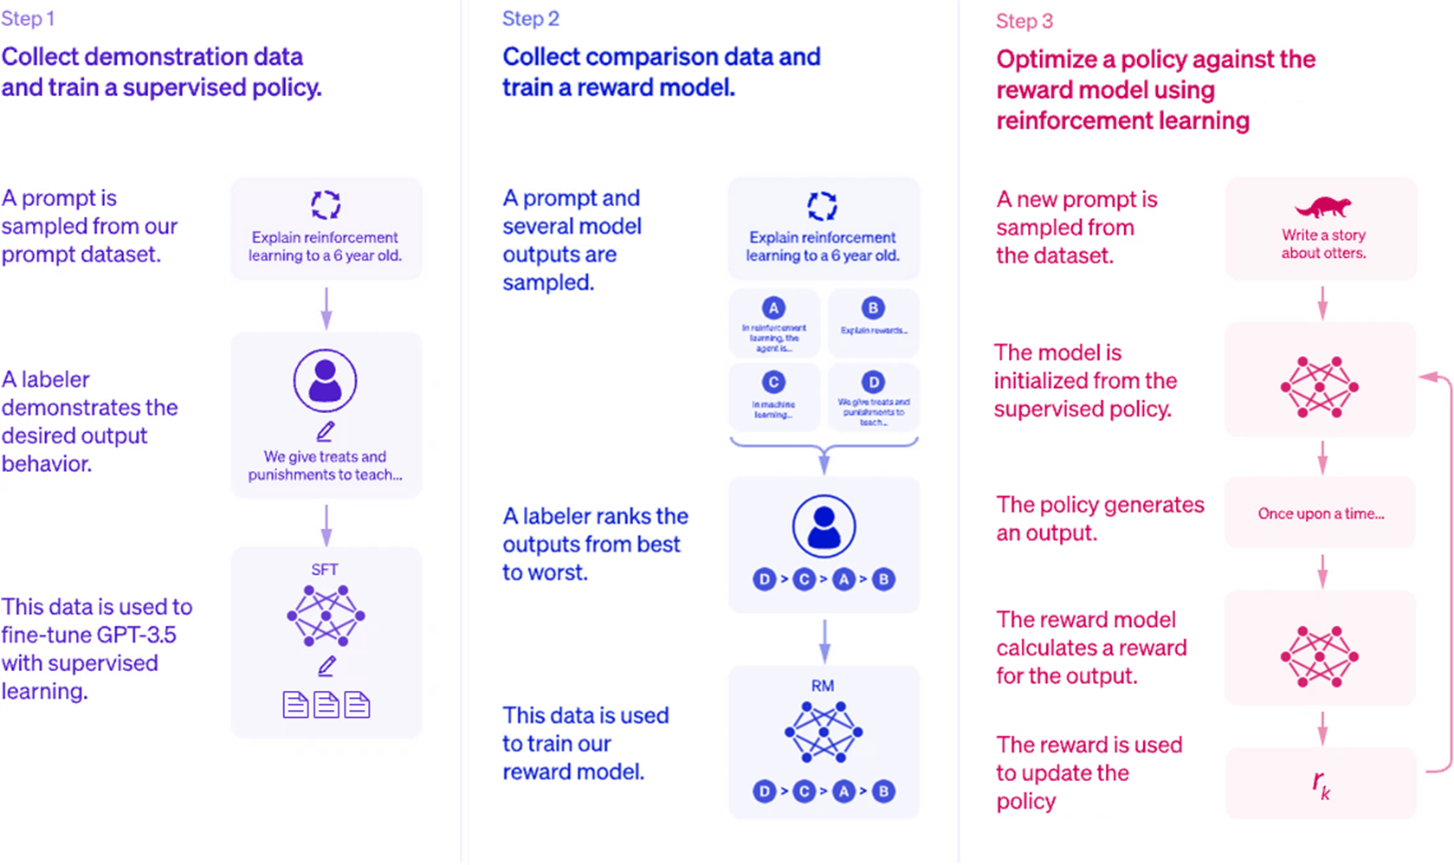 Step 1
Collect demonstration data
and train a supervised policy.
A prompt is
sampled from our
prompt dataset.
Explain reinforcement
learning to a 6 year old.
A labeler
demonstrates the
desired output
behavior.
We give treats and
punishments to teach...
This data is used to
fine-tune GPT-3.5
with supervised
learning.
SFT
Step 2
Collect comparison data and
train a reward model.
A prompt and
several model
outputs are
sampled.
Explain reinforcement
learning to a 6 year old.
A
In reinforcement
learning, the
agent is...
B
Explain rewards...
C
In machine
learning...
D
We give treats and
punishments to
teach...
A labeler ranks the
outputs from best
to worst.
D > C > A > B
This data is used
to train our
reward model.
RM
D > C > A > B
Step 3
Optimize a policy against the
reward model using
reinforcement learning
A new prompt is
sampled from
the dataset.
Write a story
about otters.
The model is
initialized from the
supervised policy.
The policy generates
an output.
Once upon a time...
The reward model
calculates a reward
for the output.
The reward is used
to update the
policy
rk